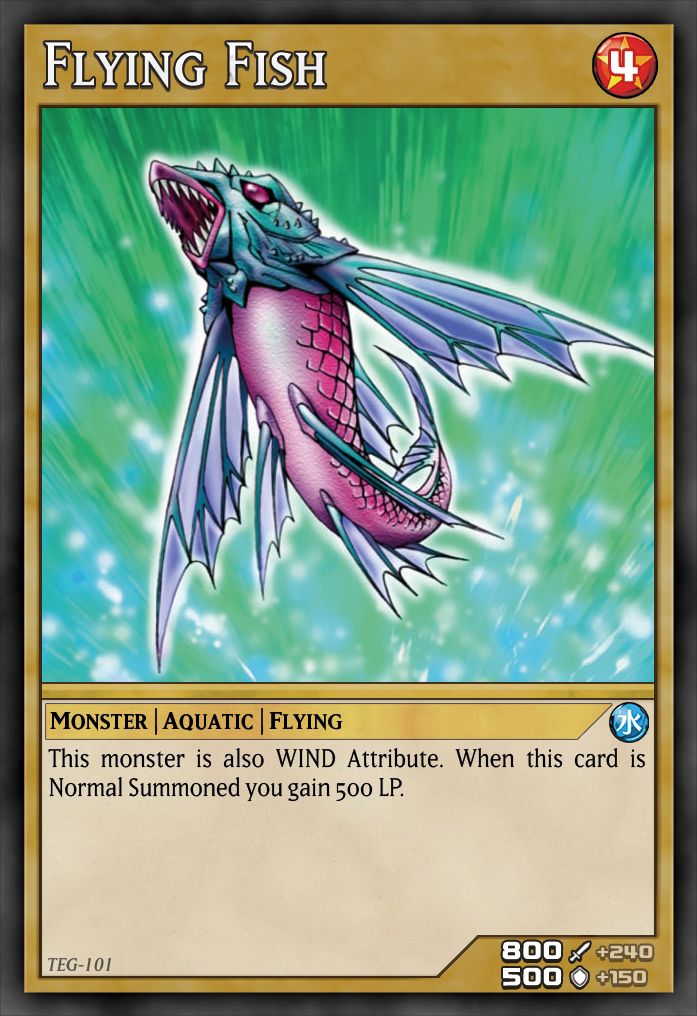 Flying Fish
4
Monster | Aquatic | Flying
水
This monster is also WIND Attribute. When this card is
Normal Summoned you gain 500 LP.
TEG-101
800 +240
500 +150